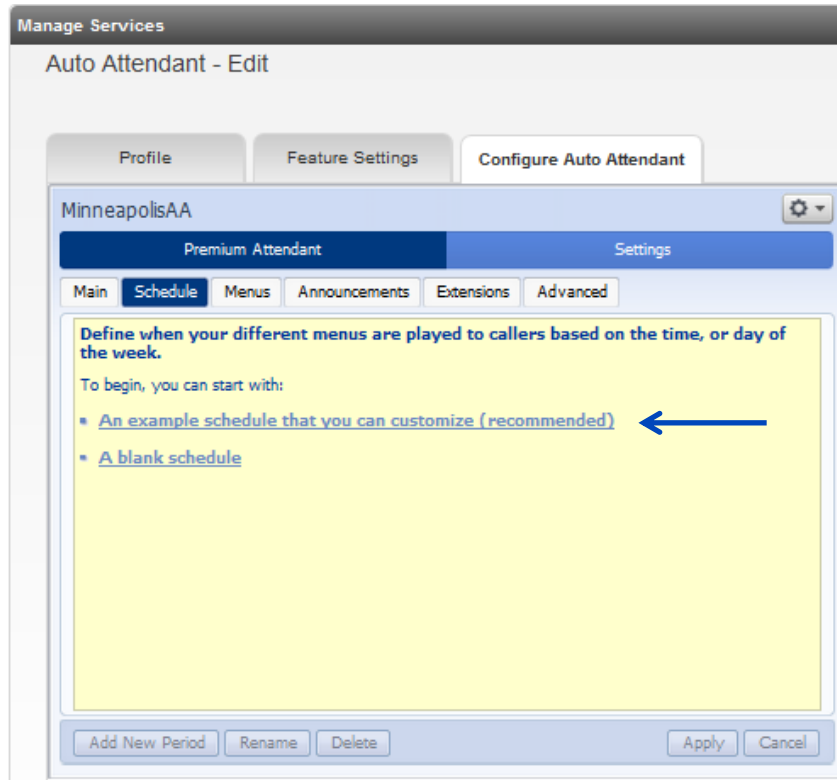 Manage Services
Auto Attendant - Edit
Profile
Feature Settings
Configure Auto Attendant
MinneapolisAA
Premium Attendant
Settings
Main
Schedule
Menus
Announcements
Extensions
Advanced
Define when your different menus are played to callers based on the time, or day of
the week.
To begin, you can start with:
An example schedule that you can customize (recommended)
A blank schedule
Add New Period
Rename
Delete
Apply
Cancel